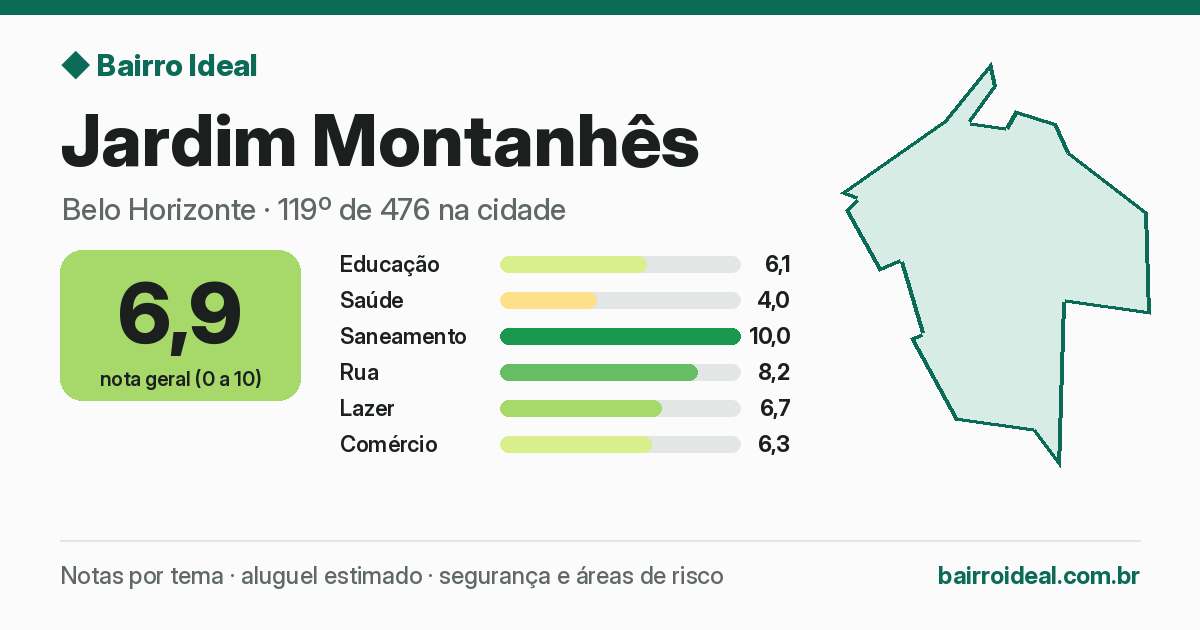 Bairro Ideal
Jardim Montanhês
Belo Horizonte · 119º de 476 na cidade
6,9
nota geral (0 a 10)
Educação 6,1
Saúde 4,0
Saneamento 10,0
Rua 8,2
Lazer 6,7
Comércio 6,3
Notas por tema · aluguel estimado · segurança e áreas de risco
bairroideal.com.br